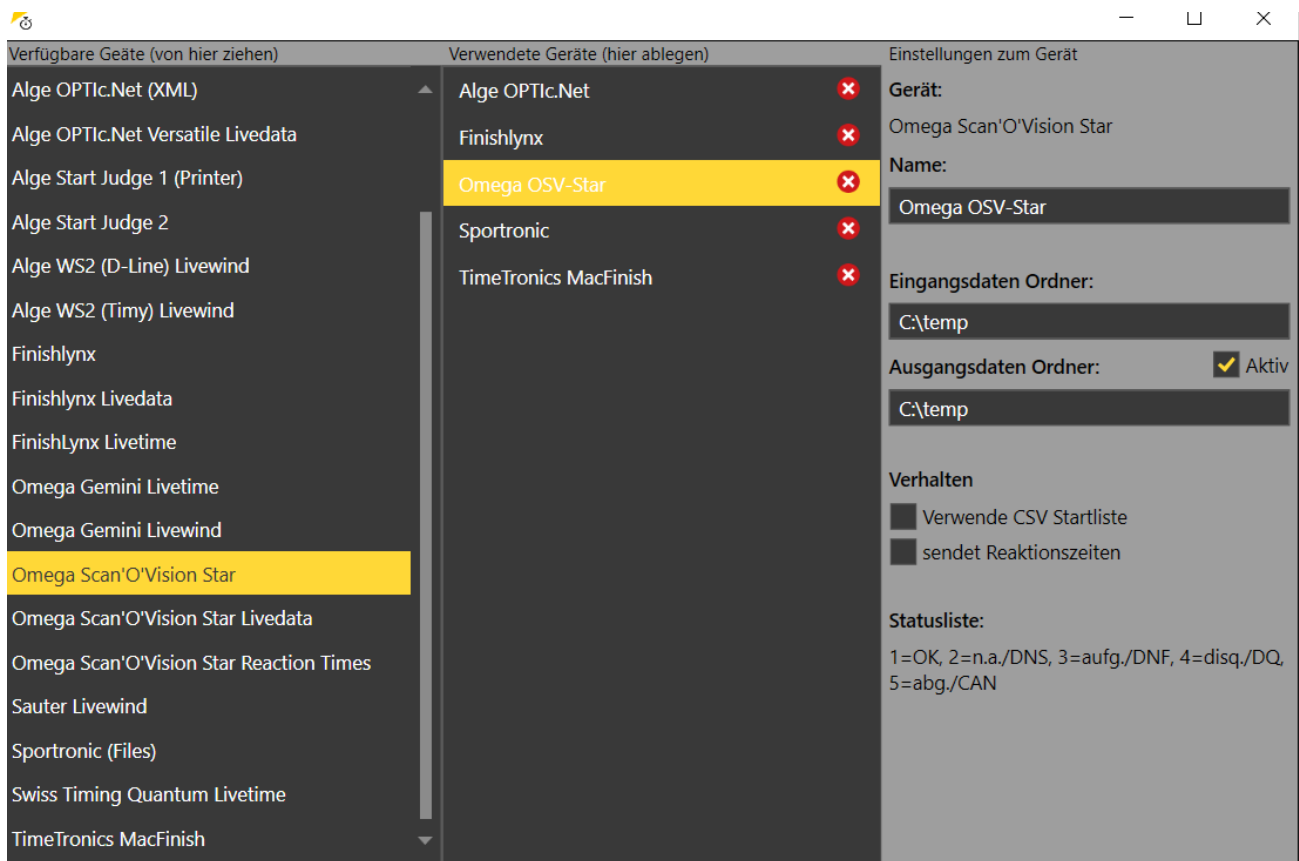 Verfügbare Geäte (von hier ziehen)
Alge OPTIc.Net (XML)
Alge OPTIc.Net Versatile Livedata
Alge Start Judge 1 (Printer)
Alge Start Judge 2
Alge WS2 (D-Line) Livewind
Alge WS2 (Timy) Livewind
Finishlynx
Finishlynx Livedata
FinishLynx Livetime
Omega Gemini Livetime
Omega Gemini Livewind
Omega Scan'O'Vision Star
Omega Scan'O'Vision Star Livedata
Omega Scan'O'Vision Star Reaction Times
Sauter Livewind
Sportronic (Files)
Swiss Timing Quantum Livetime
TimeTronics MacFinish
Verwendete Geräte (hier ablegen)
Alge OPTIc.Net
Finishlynx
Omega OSV-Star
Sportronic
TimeTronics MacFinish
Einstellungen zum Gerät
Gerät:
Omega Scan'O'Vision Star
Name:
Omega OSV-Star
Eingangsdaten Ordner:
C:\temp
Ausgangsdaten Ordner:
Aktiv
C:\temp
Verhalten
Verwende CSV Startliste
sendet Reaktionszeiten
Statusliste:
1=OK, 2=n.a./DNS, 3=aufg./DNF, 4=disq./DQ,
5=abg./CAN